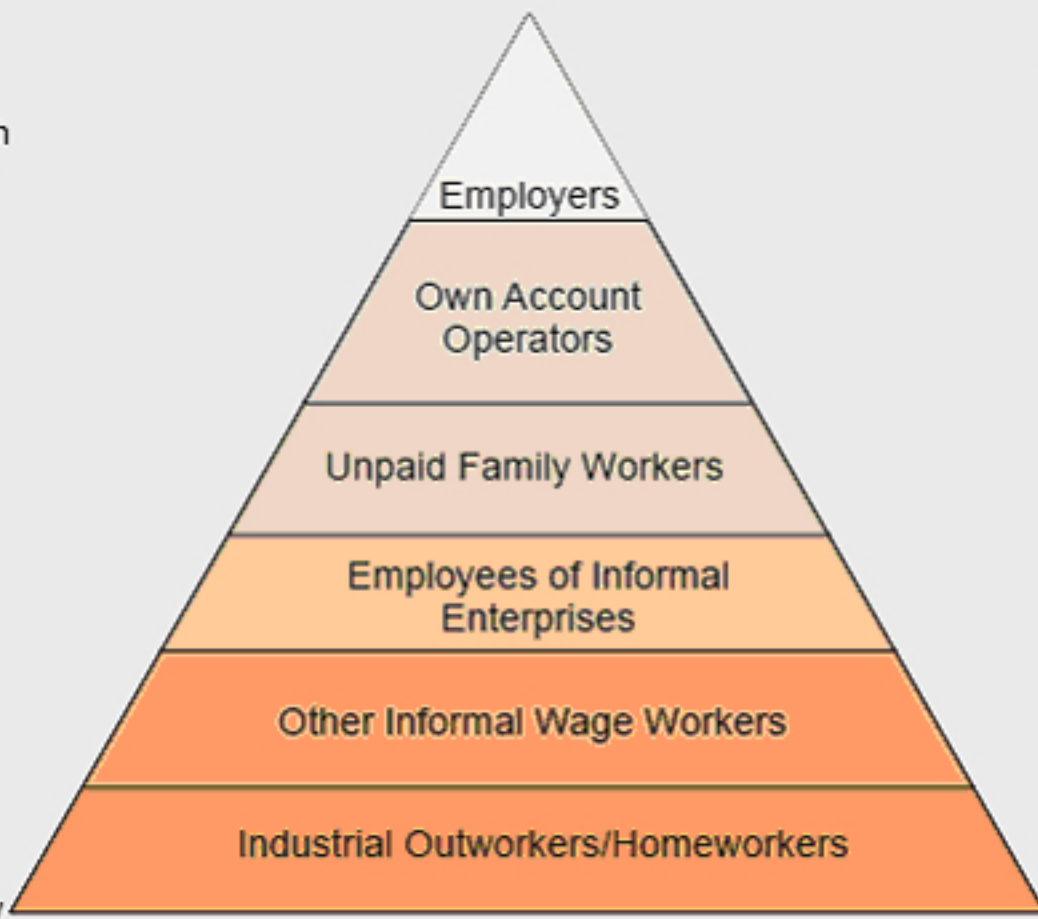 Employers
Own Account
Operators
Unpaid Family Workers
Employees of Informal
Enterprises
Other Informal Wage Workers
Industrial Outworkers/Homeworkers